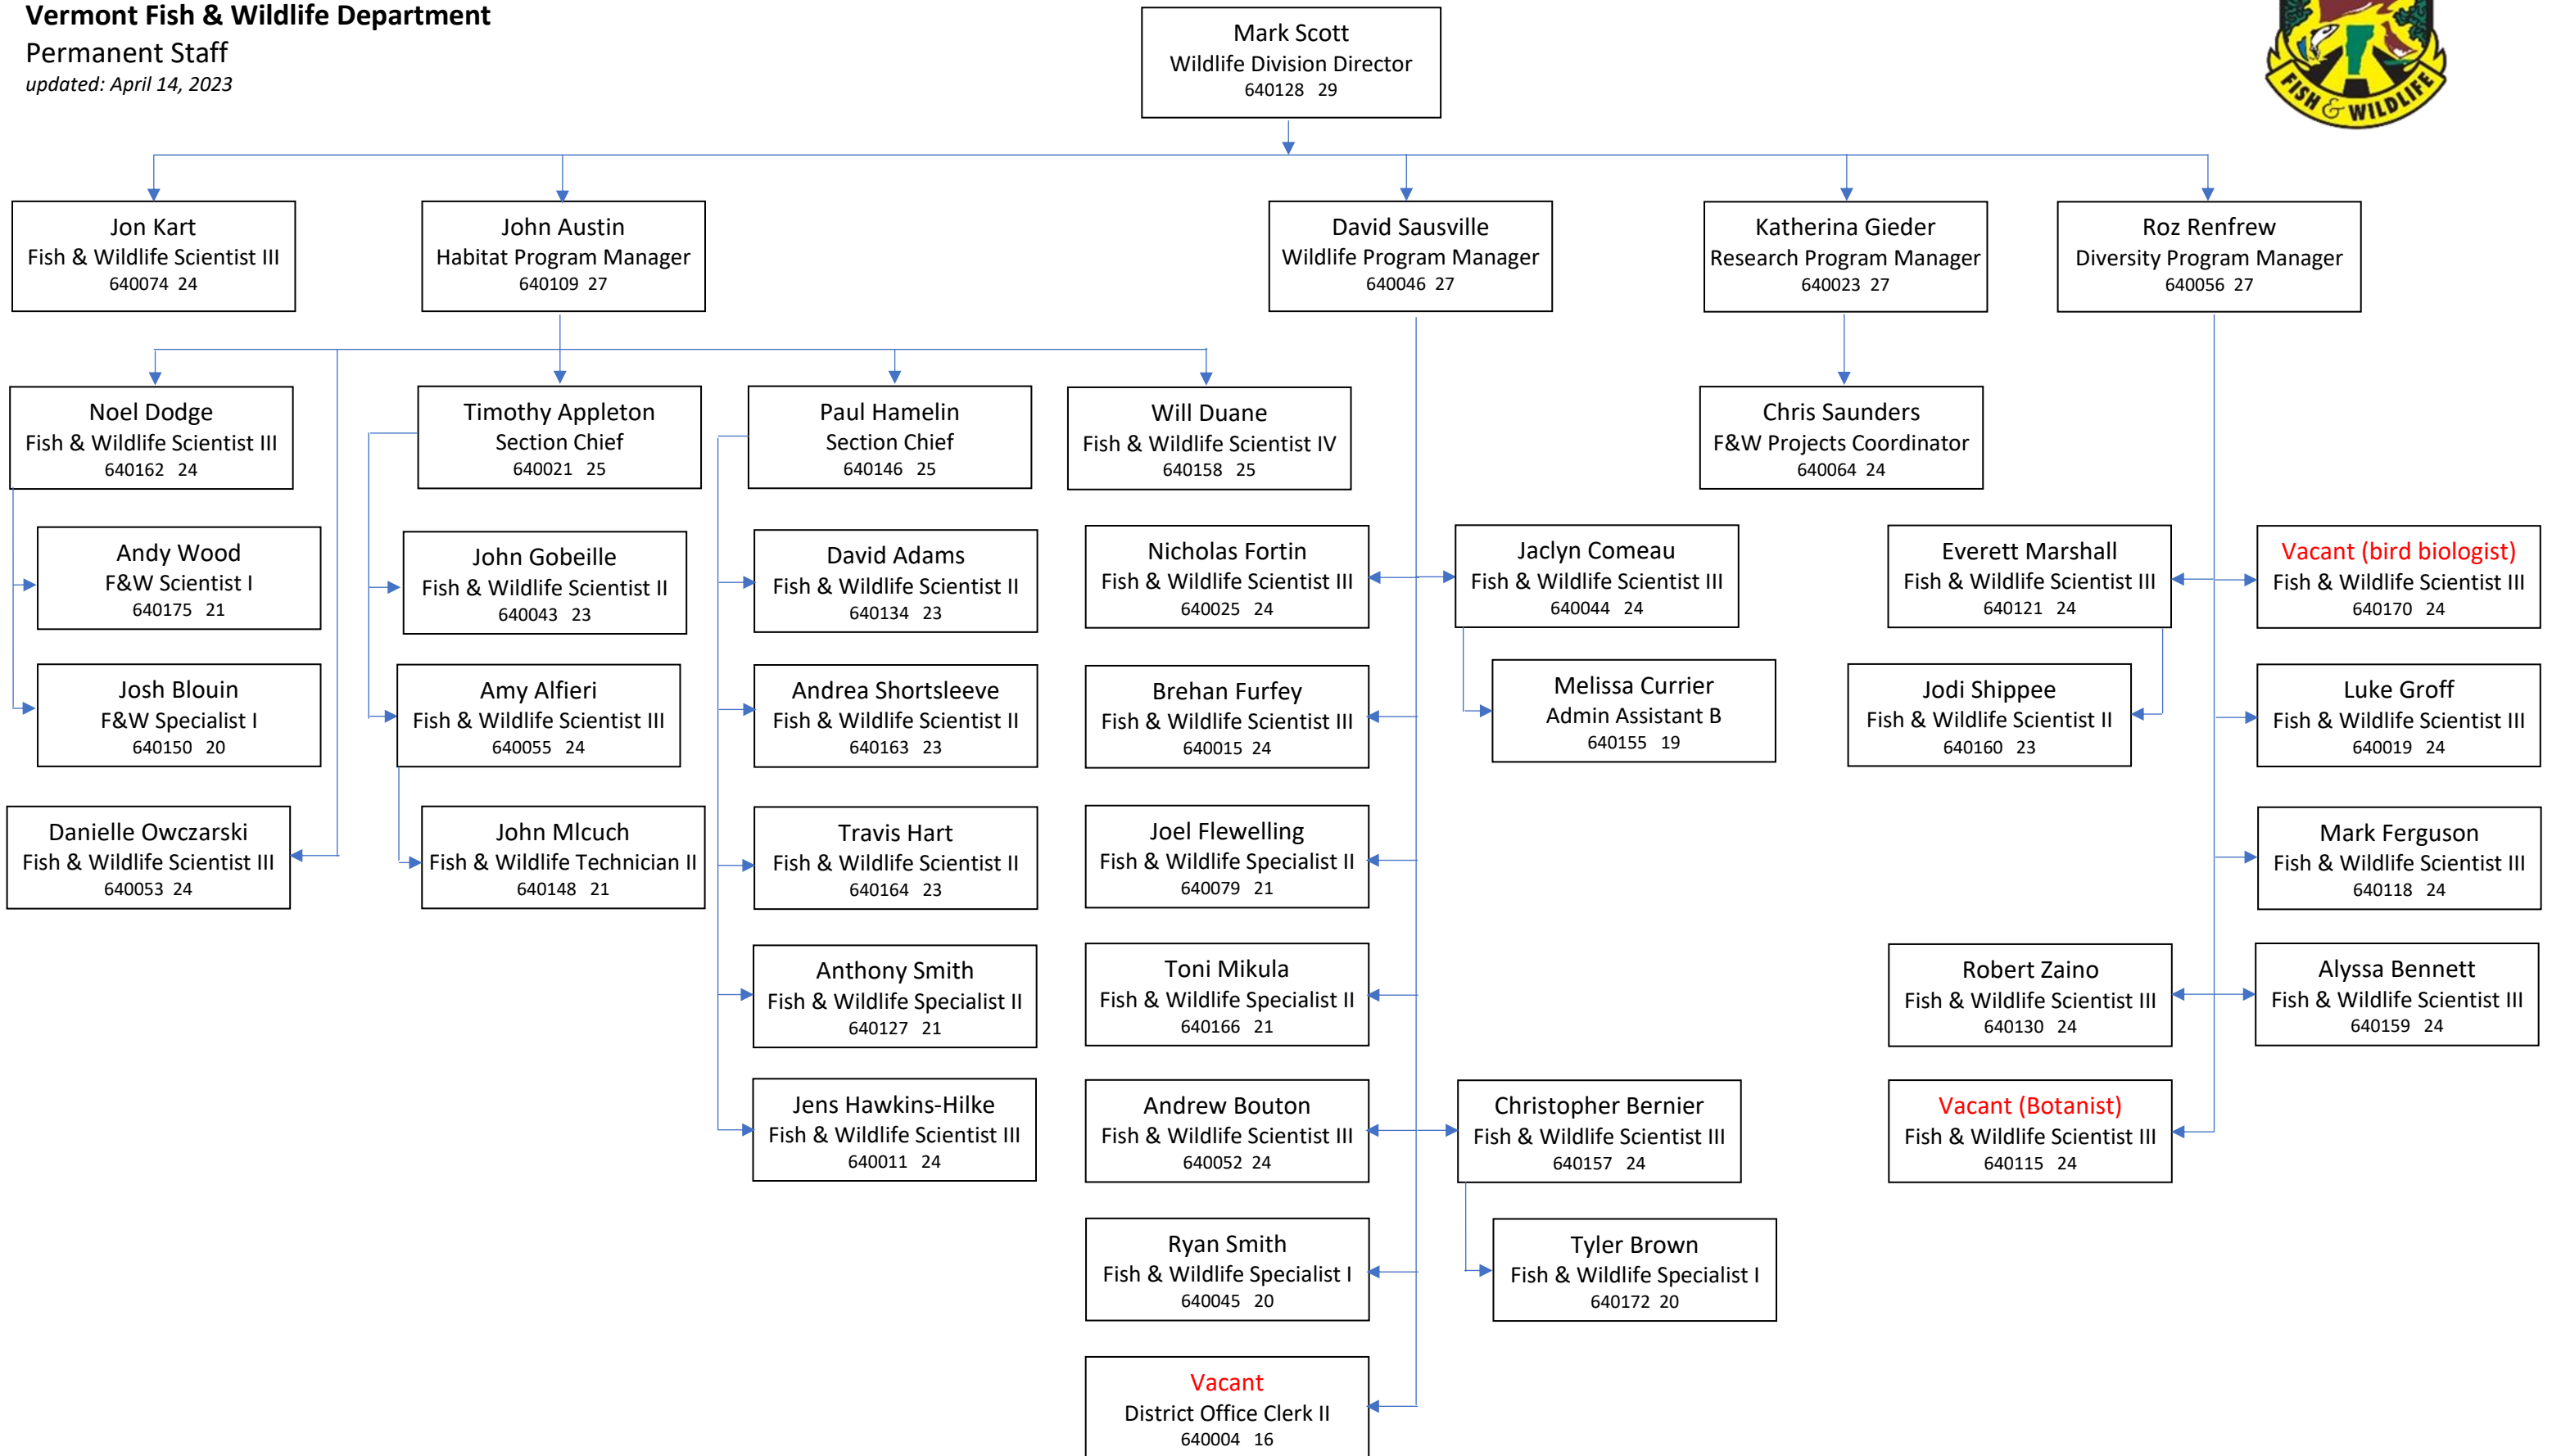 Vermont Fish & Wildlife Department
Permanent Staff
updated: April 14, 2023
Mark Scott
Wildlife Division Director
640128 29
FISH & WILDLIFE
Jon Kart
Fish & Wildlife Scientist III
640074 24
John Austin
Habitat Program Manager
640109 27
David Sausville
Wildlife Program Manager
640046 27
Katherina Gieder
Research Program Manager
640023 27
Roz Renfrew
Diversity Program Manager
640056 27
Noel Dodge
Fish & Wildlife Scientist III
640162 24
Timothy Appleton
Section Chief
640021 25
Paul Hamelin
Section Chief
640146 25
Will Duane
Fish & Wildlife Scientist IV
640158 25
Chris Saunders
F&W Projects Coordinator
640064 24
Andy Wood
F&W Scientist I
640175 21
John Gobeille
Fish & Wildlife Scientist II
640043 23
David Adams
Fish & Wildlife Scientist II
640134 23
Nicholas Fortin
Fish & Wildlife Scientist III
640025 24
Jaclyn Comeau
Fish & Wildlife Scientist III
640044 24
Everett Marshall
Fish & Wildlife Scientist III
640121 24
Vacant (bird biologist)
Fish & Wildlife Scientist III
640170 24
Josh Blouin
F&W Specialist I
640150 20
Amy Alfieri
Fish & Wildlife Scientist III
640055 24
Andrea Shortsleeve
Fish & Wildlife Scientist II
640163 23
Brehan Furfey
Fish & Wildlife Scientist III
640015 24
Melissa Currier
Admin Assistant B
640155 19
Jodi Shippee
Fish & Wildlife Scientist II
640160 23
Luke Groff
Fish & Wildlife Scientist III
640019 24
Danielle Owczarski
Fish & Wildlife Scientist III
640053 24
John Mlcuch
Fish & Wildlife Technician II
640148 21
Travis Hart
Fish & Wildlife Scientist II
640164 23
Joel Flewelling
Fish & Wildlife Specialist II
640079 21
Mark Ferguson
Fish & Wildlife Scientist III
640118 24
Anthony Smith
Fish & Wildlife Specialist II
640127 21
Toni Mikula
Fish & Wildlife Specialist II
640166 21
Robert Zaino
Fish & Wildlife Scientist III
640130 24
Alyssa Bennett
Fish & Wildlife Scientist III
640159 24
Jens Hawkins-Hilke
Fish & Wildlife Scientist III
640011 24
Andrew Bouton
Fish & Wildlife Scientist III
640052 24
Christopher Bernier
Fish & Wildlife Scientist III
640157 24
Vacant (Botanist)
Fish & Wildlife Scientist III
640115 24
Ryan Smith
Fish & Wildlife Specialist I
640045 20
Tyler Brown
Fish & Wildlife Specialist I
640172 20
Vacant
District Office Clerk II
640004 16